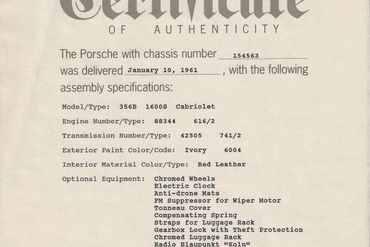 Certificate
OF AUTHENTICITY
The Porsche with chassis number 154563
was delivered January 10, 1961, with the following
assembly specifications:
Model/Type: 356B 1600S Cabriolet
Engine Number/Type: 88344 616/2
Transmission Number/Type: 42505 741/2
Exterior Paint Color/Code: Ivory 6004
Interior Material Color/Type: Red Leather
Optional Equipment: Chromed Wheels
Electric Clock
Anti-drone Mats
FM Suppressor for Wiper Motor
Tonneau Cover
Compensating Spring
Straps for Luggage Rack
Gearbox Lock with Theft Protection
Chromed Luggage Rack
Radio Blaupunkt "Koln"